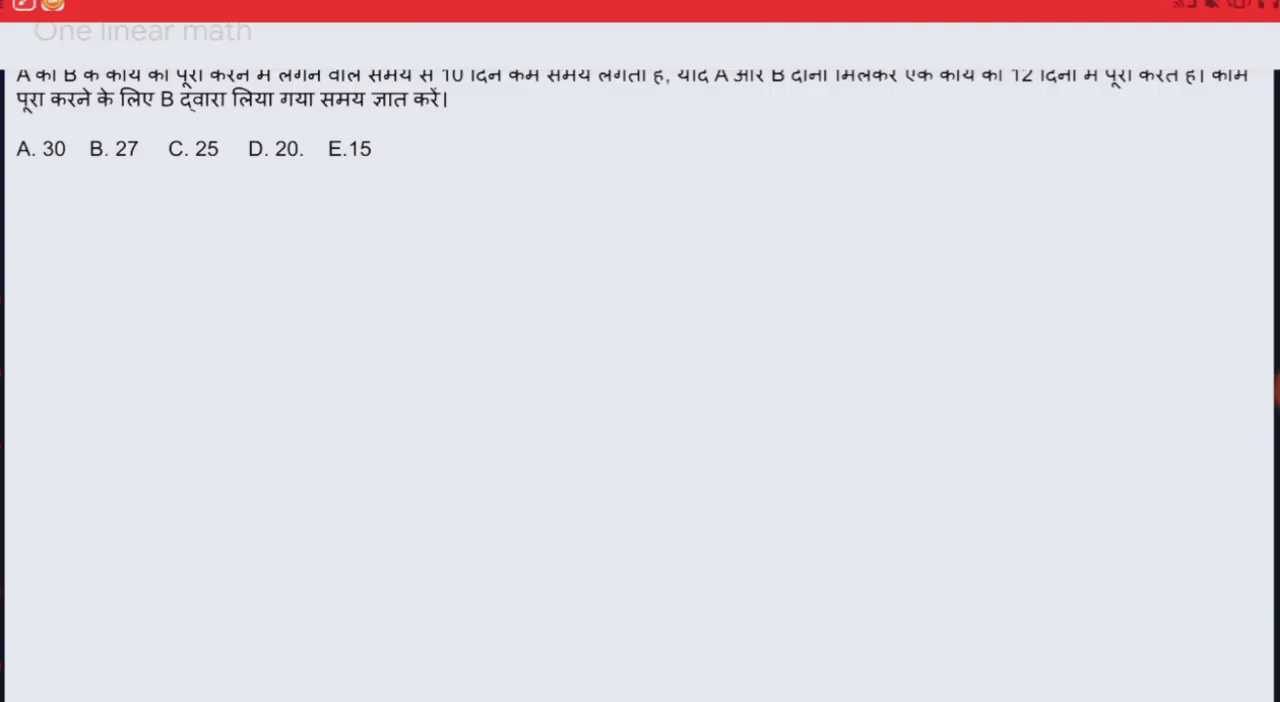 One linear math
A को B के कार्य को पूरा करने में लगने वाले समय से 10 दिन कम समय लगता है, यदि A और B दोनों मिलकर एक कार्य को 12 दिनों में पूरा करते हैं। काम
पूरा करने के लिए B द्वारा लिया गया समय ज्ञात करें।
A. 30 B. 27 C. 25 D. 20. E.15